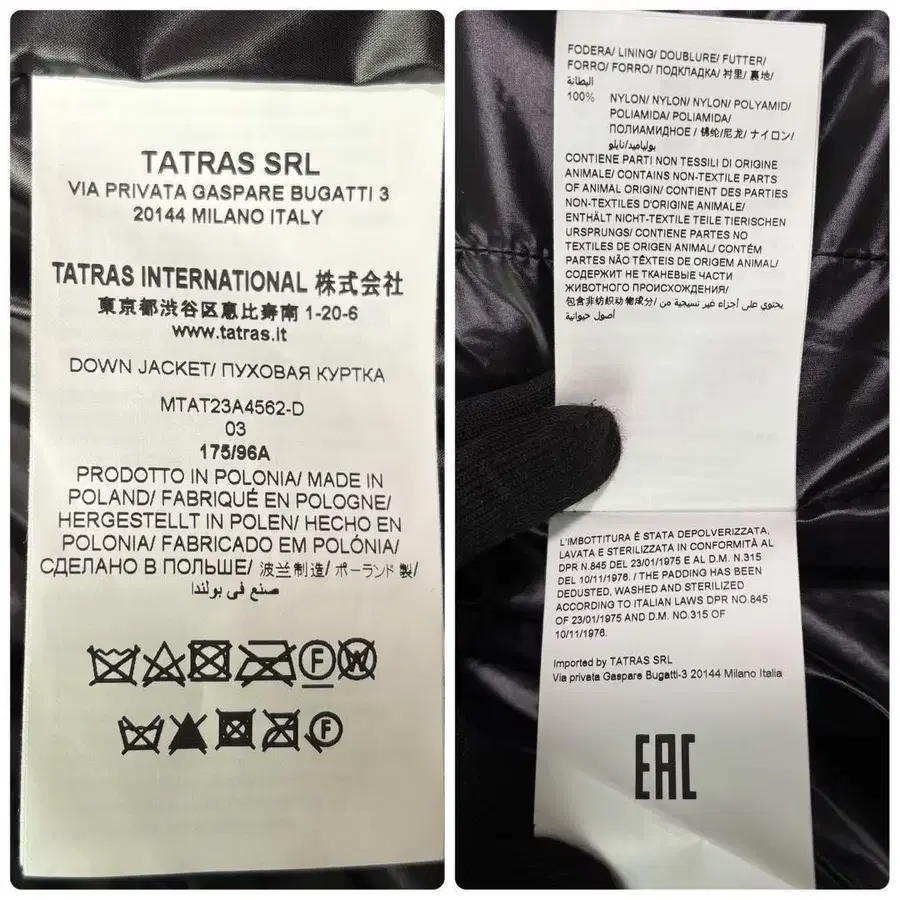 TATRAS SRL
VIA PRIVATA GASPARE BUGATTI 3
20144 MILANO ITALY
TATRAS INTERNATIONAL 株式会社
東京都渋谷区恵比寿南 1-20-6
www.tatras.it
DOWN JACKET/ ПУХОВАЯ КУРТКА
MTAT23A4562-D
03
175/96A
PRODOTTO IN POLONIA/ MADE IN
POLAND/ FABRIQUÉ EN POLOGNE/
HERGESTELLT IN POLEN/ HECHO EN
POLONIA/ FABRICADO EM POLÓNIA/
СДЕЛАНО В ПОЛЬШЕ/ 波兰制造/ ポーランド製/
صنع في بولندا
F W
F
FODERA/ LINING/ DOUBLURE/ FUTTER/
FORRO/ FORRO/ ПОДКЛАДКА/ 衬里/ 裏地/
البطانة
100% NYLON/ NYLON/ NYLON/ POLYAMID/
POLIAMIDA/ POLIAMIDA/
ПОЛИАМИДНОЕ / 锦纶/尼龙/ ナイロン/
بولياميد/نايلو
CONTIENE PARTI NON TESSILI DI ORIGINE
ANIMALE/ CONTAINS NON-TEXTILE PARTS
OF ANIMAL ORIGIN/ CONTIENT DES PARTIES
NON-TEXTILES D'ORIGINE ANIMALE/
ENTHÄLT NICHT-TEXTILE TEILE TIERISCHEN
URSPRUNGS/ CONTIENE PARTES NO
TEXTILES DE ORIGEN ANIMAL/ CONTÉM
PARTES NÃO TÊXTEIS DE ORIGEM ANIMAL/
СОДЕРЖИТ НЕ ТКАНЕВЫЕ ЧАСТИ
ЖИВОТНОГО ПРОИСХОЖДЕНИЯ/
包含非纺织动物成分/ يحتوي على أجزاء غير نسيجية من
أصول حيوانية
L'IMBOTTITURA È STATA DEPOLVERIZZATA,
LAVATA E STERILIZZATA IN CONFORMITÀ AL
DPR N.845 DEL 23/01/1975 E AL D.M. N.315
DEL 10/11/1976. / THE PADDING HAS BEEN
DEDUSTED, WASHED AND STERILIZED
ACCORDING TO ITALIAN LAWS DPR NO.845
OF 23/01/1975 AND D.M. NO.315 OF
10/11/1976.
Imported by TATRAS SRL
Via privata Gaspare Bugatti-3 20144 Milano Italia
EAC